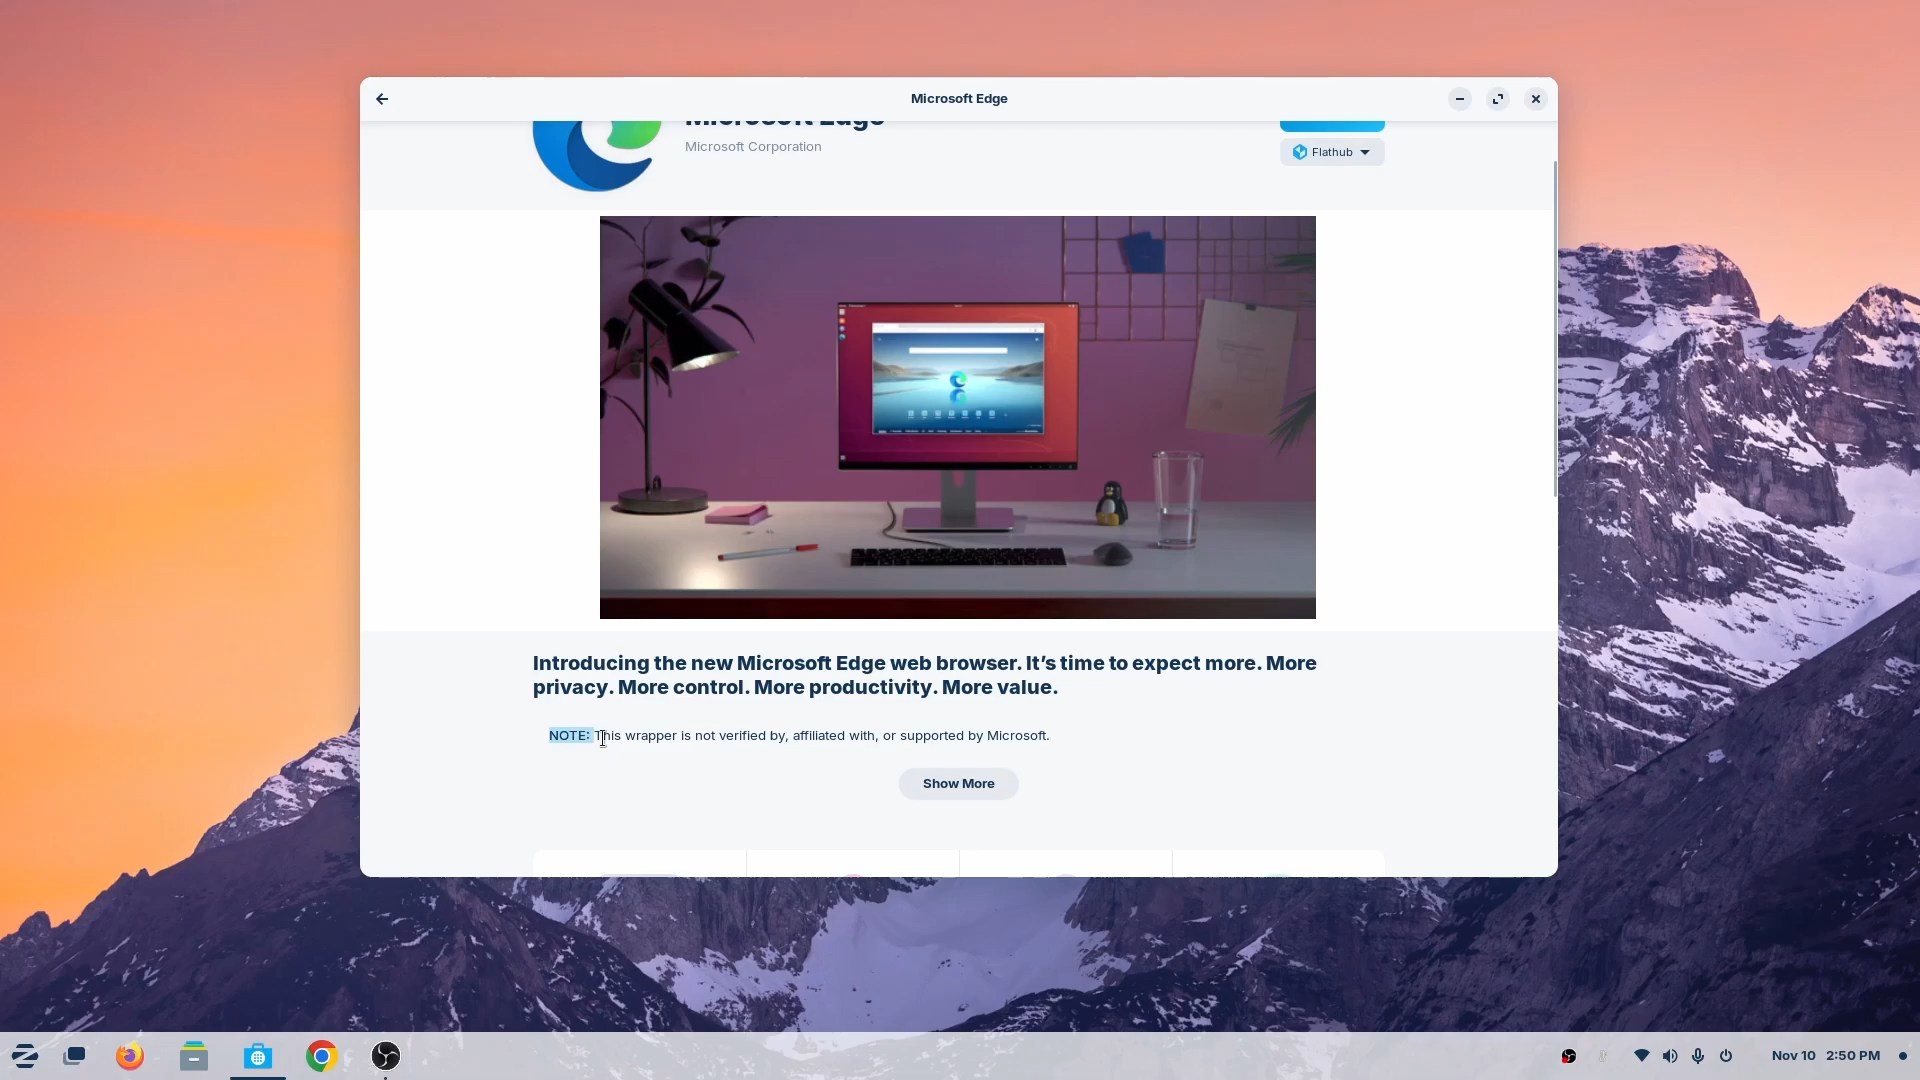 Microsoft Edge
Microsoft Edge
Microsoft Corporation
Flathub
Introducing the new Microsoft Edge web browser. It’s time to expect more. More
privacy. More control. More productivity. More value.
NOTE: This wrapper is not verified by, affiliated with, or supported by Microsoft.
Show More
Nov 10 2:50 PM